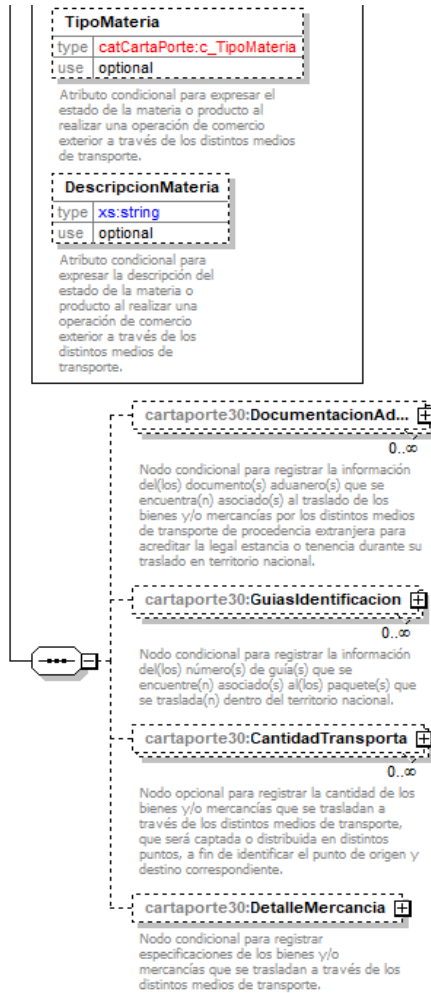 TipoMateria
type catCartaPorte:c_TipoMateria
use optional
Atributo condicional para expresar el
estado de la materia o producto al
realizar una operación de comercio
exterior a través de los distintos medios
de transporte.
DescripcionMateria
type xs:string
use optional
Atributo condicional para
expresar la descripción del
estado de la materia o
producto al realizar una
operación de comercio
exterior a través de los
distintos medios de
transporte.
cartaporte30:DocumentacionAd...
0..∞
Nodo condicional para registrar la información
del(los) documento(s) aduanero(s) que se
encuentra(n) asociado(s) al traslado de los
bienes y/o mercancías por los distintos medios
de transporte de procedencia extranjera para
acreditar la legal estancia o tenencia durante su
traslado en territorio nacional.
cartaporte30:GuiasIdentificacion
0..∞
Nodo condicional para registrar la información
del(los) número(s) de guía(s) que se
encuentre(n) asociado(s) al(los) paquete(s) que
se traslada(n) dentro del territorio nacional.
cartaporte30:CantidadTransporta
0..∞
Nodo opcional para registrar la cantidad de los
bienes y/o mercancías que se trasladan a
través de los distintos medios de transporte,
que será captada o distribuida en distintos
puntos, a fin de identificar el punto de origen y
destino correspondiente.
cartaporte30:DetalleMercancia
Nodo condicional para registrar
especificaciones de los bienes y/o
mercancías que se trasladan a través de los
distintos medios de transporte.